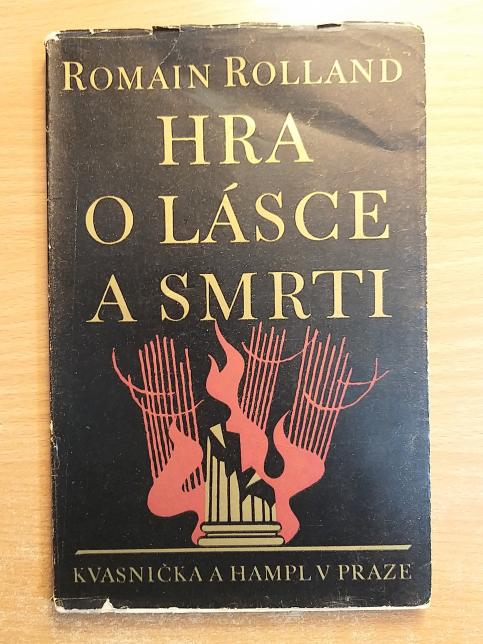 ROMAIN ROLLAND
HRA
O LÁSCE
A SMRTI
KVASNIČKA A HAMPL V PRAZE